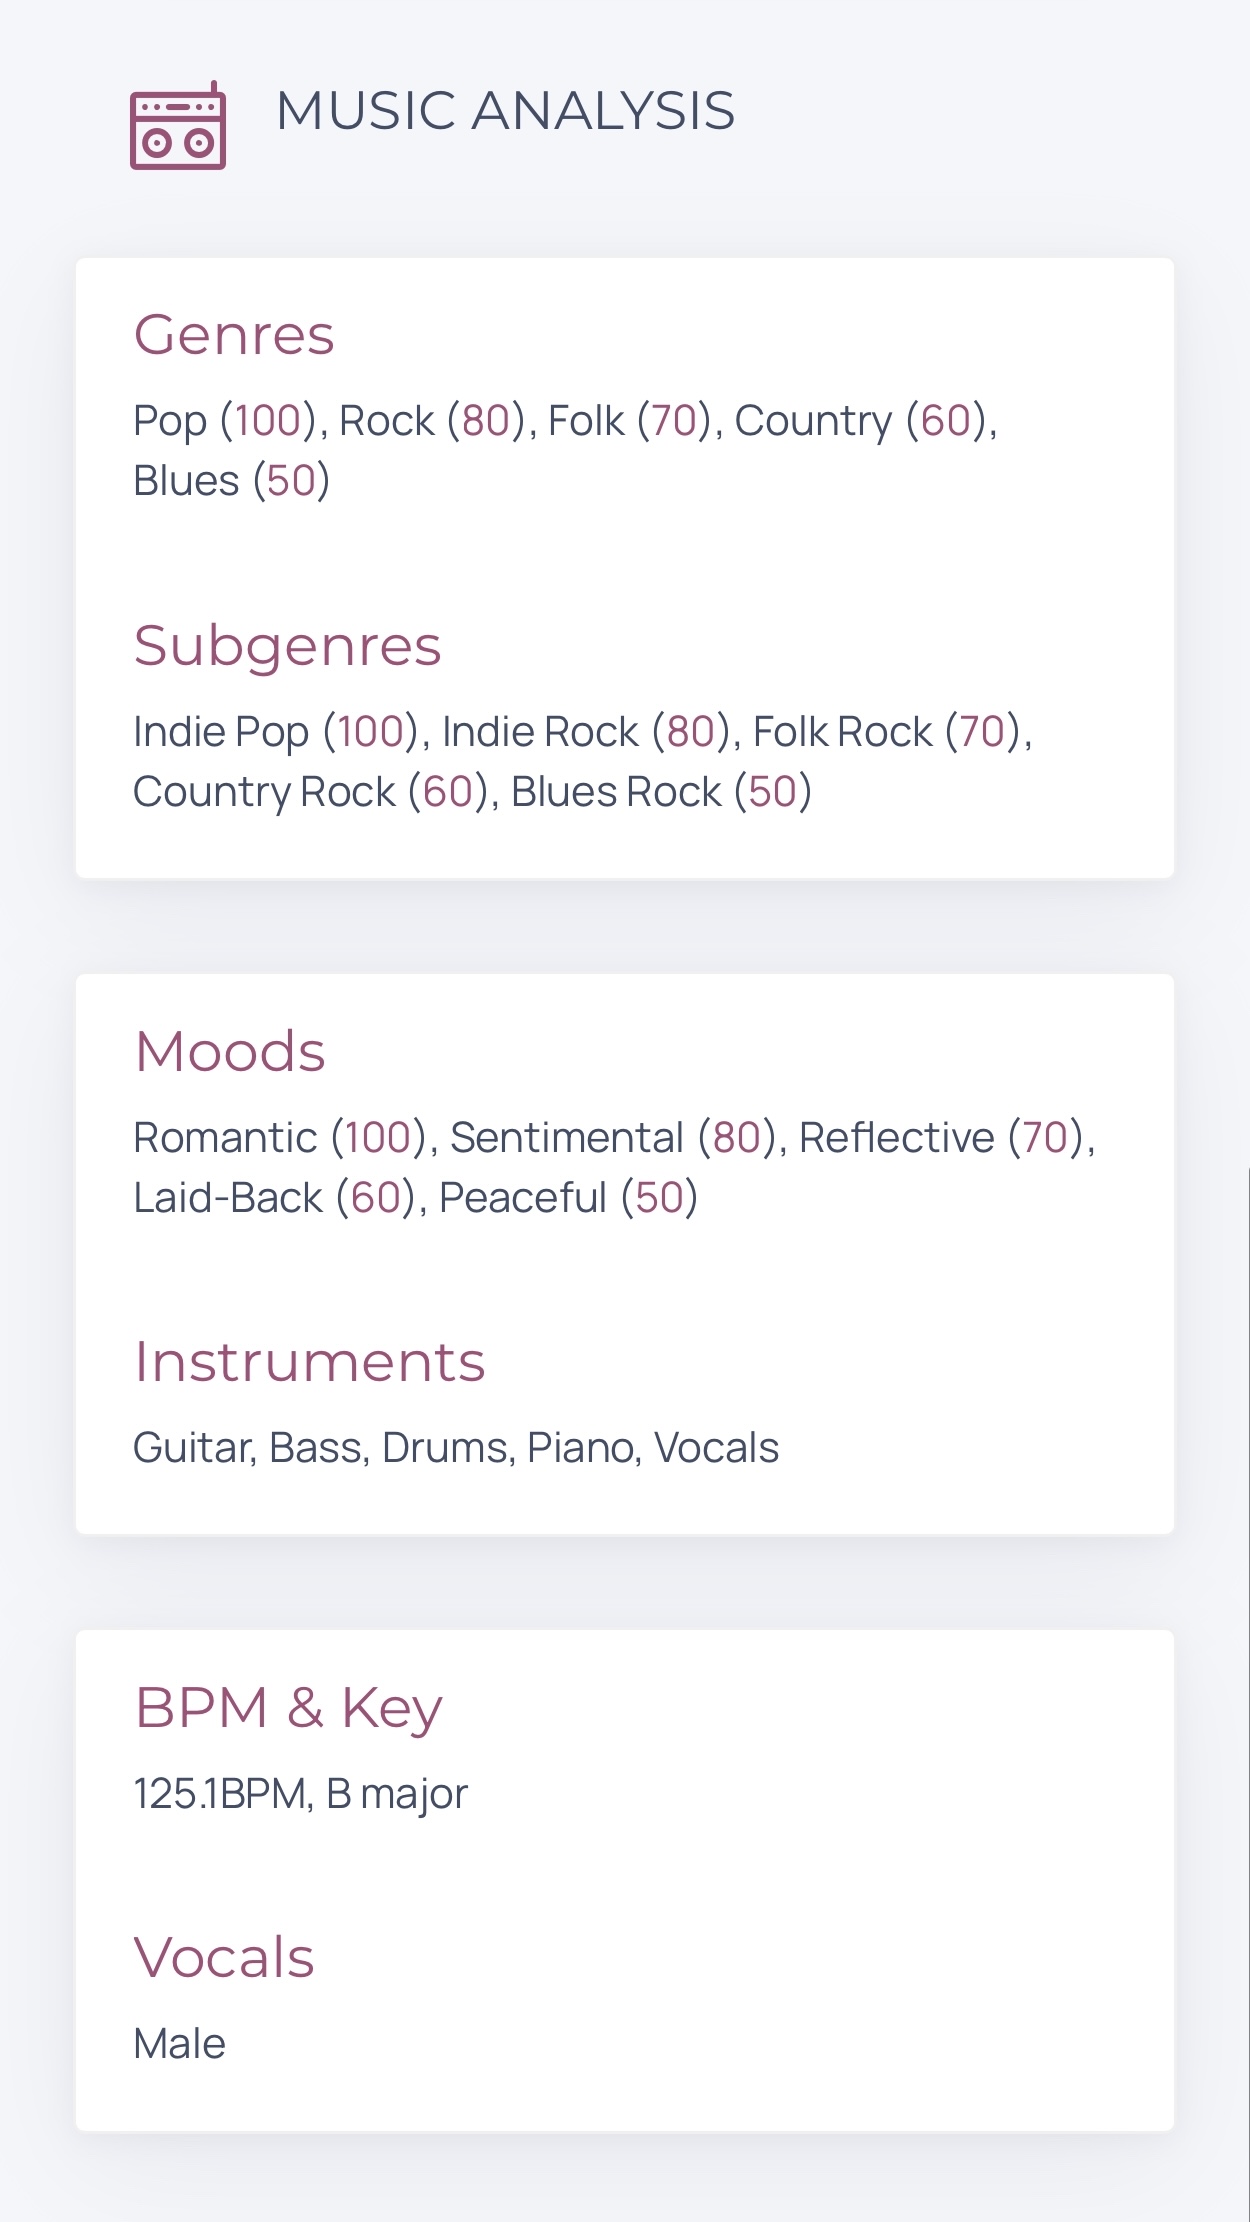 MUSIC ANALYSIS
Genres
Pop (100), Rock (80), Folk (70), Country (60),
Blues (50)
Subgenres
Indie Pop (100), Indie Rock (80), Folk Rock (70),
Country Rock (60), Blues Rock (50)
Moods
Romantic (100), Sentimental (80), Reflective (70),
Laid-Back (60), Peaceful (50)
Instruments
Guitar, Bass, Drums, Piano, Vocals
BPM & Key
125.1BPM, B major
Vocals
Male